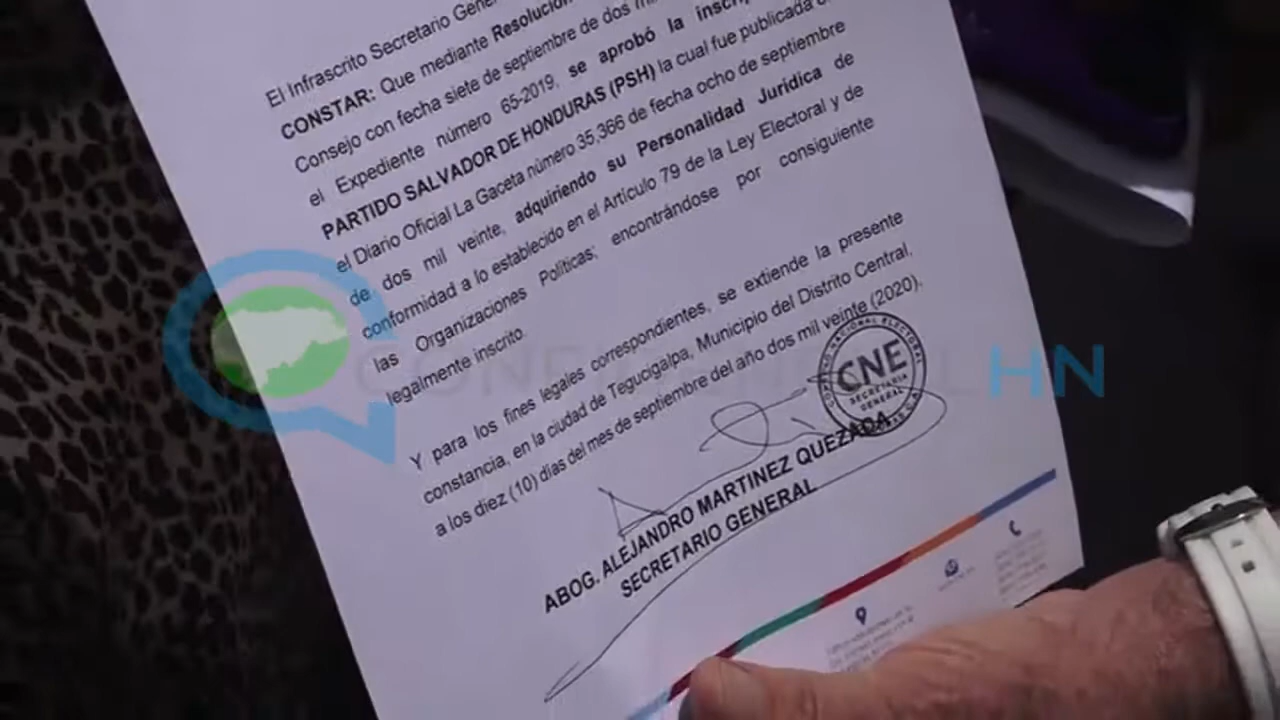 El Infrascrito Secretario General
CONSTAR: Que mediante Resolución
Consejo con fecha siete de septiembre de dos mil
el Expediente número 65-2019, se aprobó la
PARTIDO SALVADOR DE HONDURAS (PSH) la cual fue publicada
el Diario Oficial La Gaceta número 35,366 de fecha ocho de septiembre
de dos mil veinte, adquiriendo su Personalidad Jurídica de
conformidad a lo establecido en el Artículo 79 de la Ley Electoral y de
las Organizaciones Políticas; encontrándose por consiguiente
legalmente inscrito.
Y para los fines legales correspondientes, se extiende la presente
constancia, en la ciudad de Tegucigalpa, Municipio del Distrito Central,
a los diez (10) días del mes de septiembre del año dos mil veinte (2020).
NACIONAL ELECTORAL
CNE
SECRETARIA
GENERAL
ABOG. ALEJANDRO MARTINEZ QUEZADA
SECRETARIO GENERAL
CONFIDENCIALHN